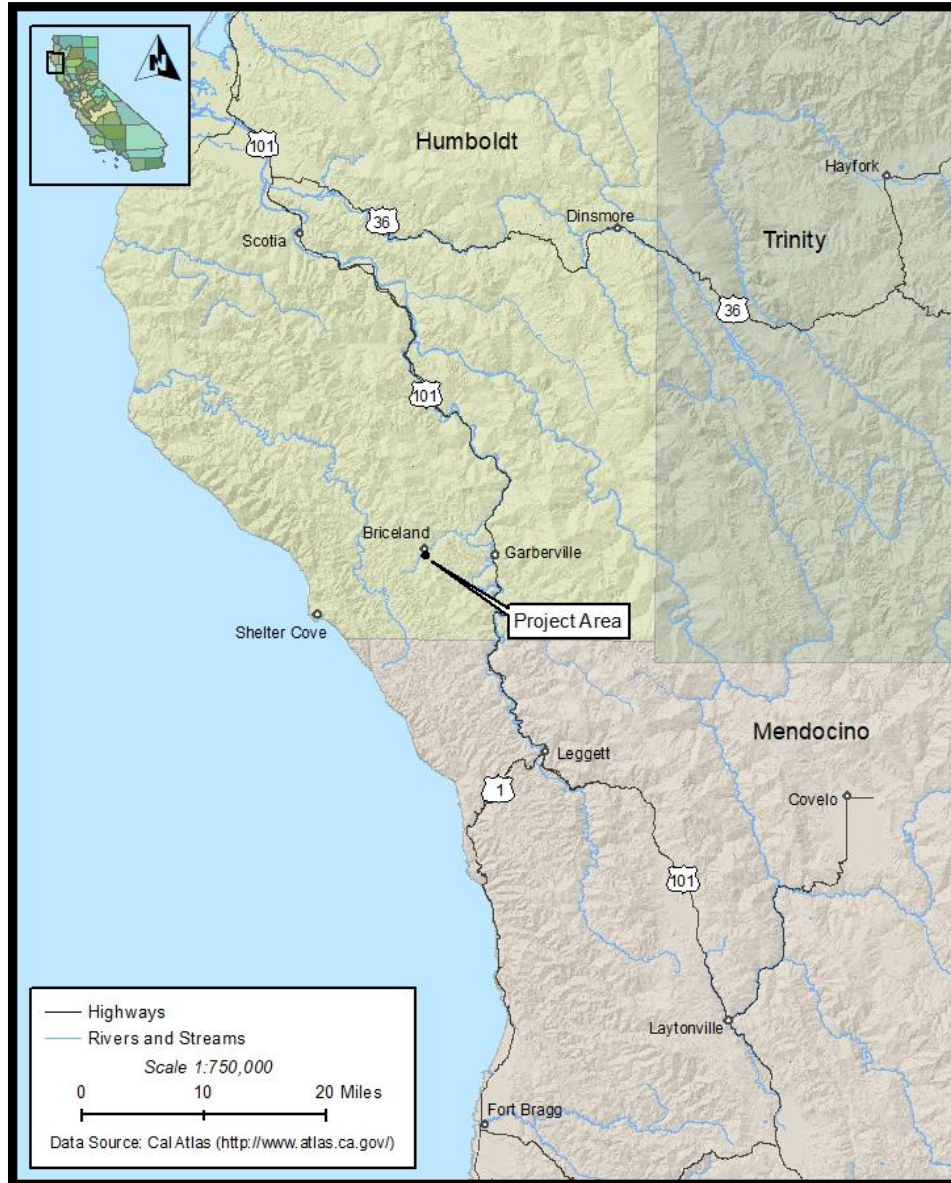 N
Humboldt
101
Hayfork
36
Dinsmore
Scotia
Trinity
36
101
Briceland
Garberville
Project Area
Shelter Cove
Mendocino
Leggett
1
Covelo
101
Highways
Rivers and Streams
Scale 1:750,000
0 10 20 Miles
Data Source: Cal Atlas (http://www.atlas.ca.gov/)
Laytonville
Fort Bragg